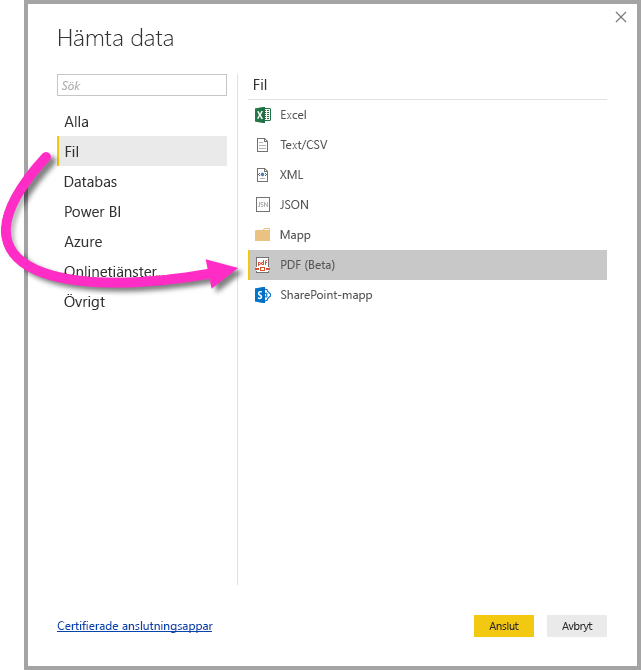 Hämta data
Sök
Alla
Fil
Databas
Power BI
Azure
Onlinetjänster
Övrigt
Fil
Excel
Text/CSV
XML
JSON
Mapp
PDF (Beta)
SharePoint-mapp
Certifierade anslutningsappar
Anslut
Avbryt